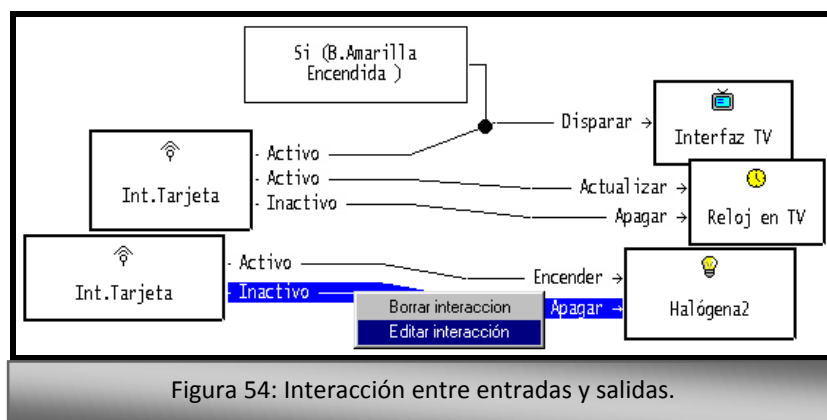 Si (B.Amarilla
Encendida )
Disparar →
Interfaz TV
- Activo
- Activo
- Inactivo
Int.Tarjeta
Actualizar →
Apagar →
Reloj en TV
- Activo
- Inactivo
Int.Tarjeta
Encender →
Apagar →
Halógena2
Borrar interaccion
Editar interacción
Figura 54: Interacción entre entradas y salidas.